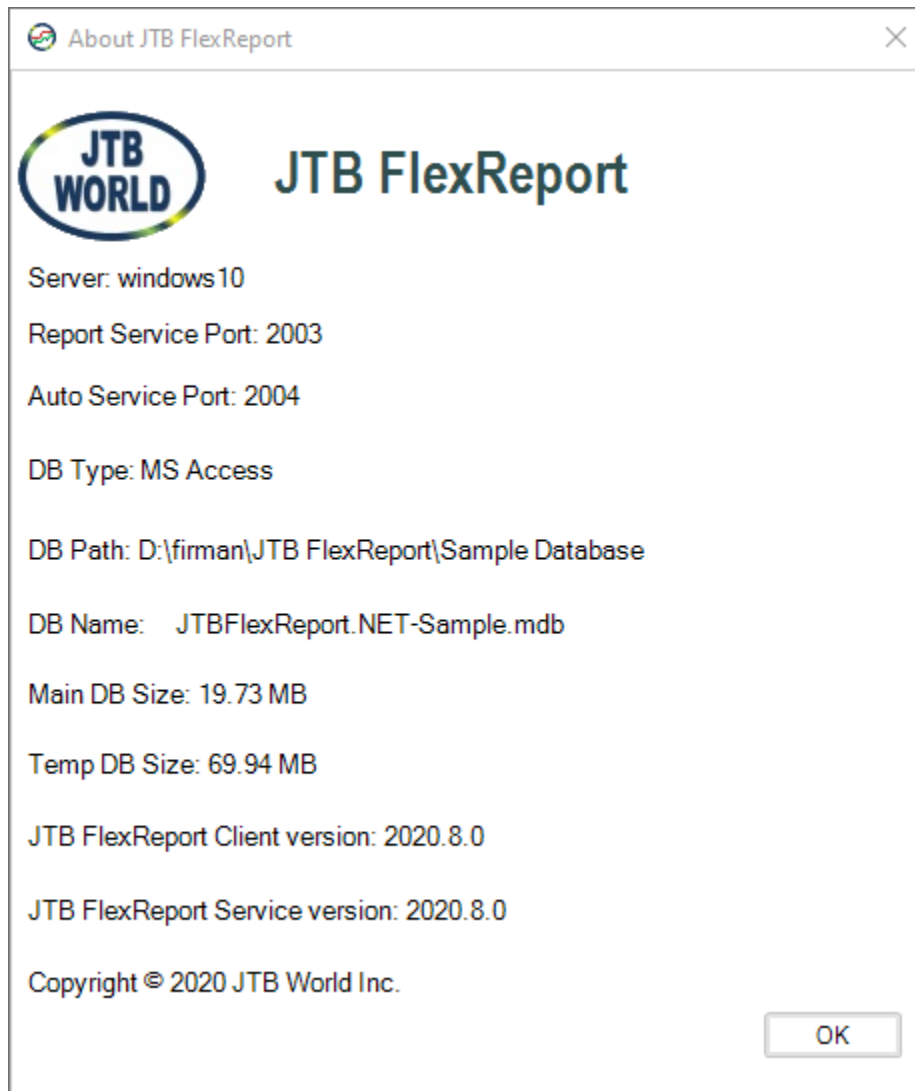 About JTB FlexReport
JTB
WORLD
JTB FlexReport
Server: windows10
Report Service Port: 2003
Auto Service Port: 2004
DB Type: MS Access
DB Path: D:\firman\JTB FlexReport\Sample Database
DB Name: JTBFlexReport.NET-Sample.mdb
Main DB Size: 19.73 MB
Temp DB Size: 69.94 MB
JTB FlexReport Client version: 2020.8.0
JTB FlexReport Service version: 2020.8.0
Copyright © 2020 JTB World Inc.
OK